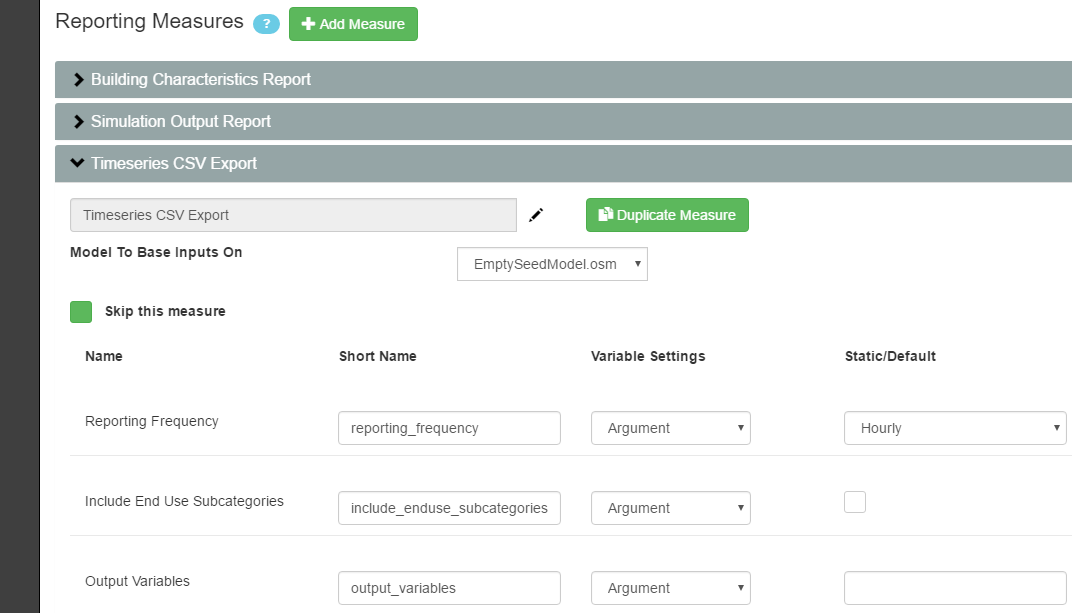 Reporting Measures ? Add Measure
Building Characteristics Report
Simulation Output Report
Timeseries CSV Export
Timeseries CSV Export Duplicate Measure
Model To Base Inputs On
EmptySeedModel.osm
Skip this measure
Name Short Name Variable Settings Static/Default
Reporting Frequency reporting_frequency Argument Hourly
Include End Use Subcategories include_enduse_subcategories Argument
Output Variables output_variables Argument